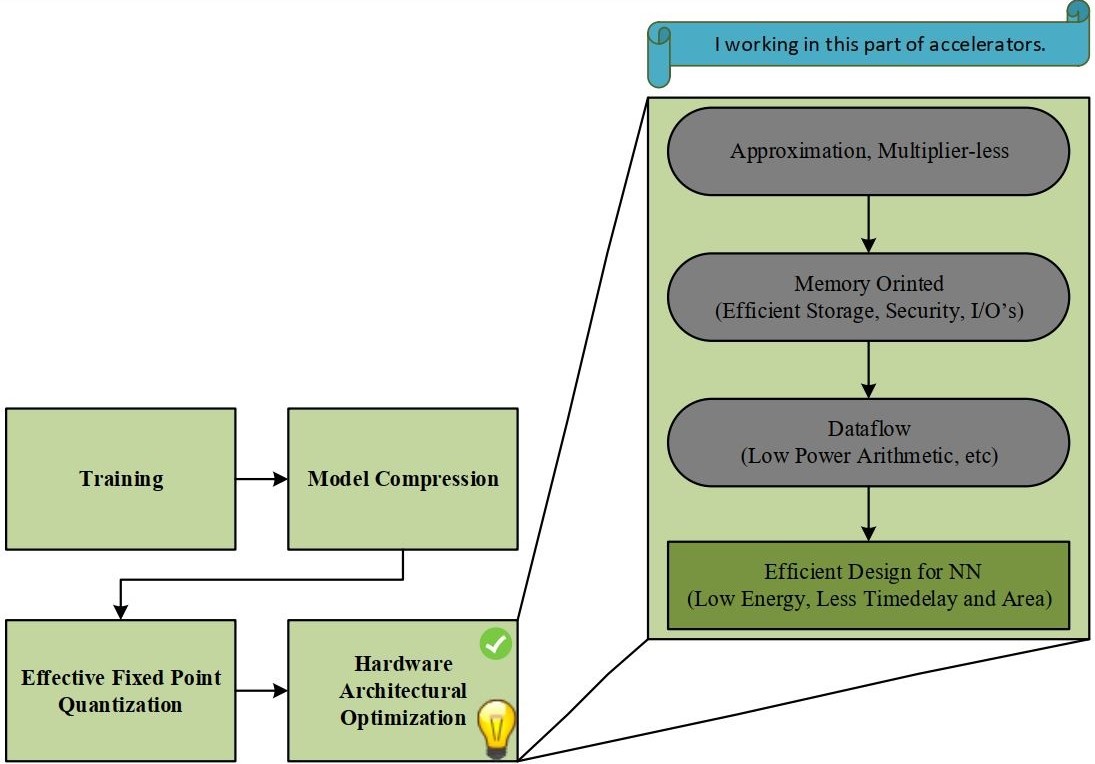 I working in this part of accelerators.
Approximation, Multiplier-less
Memory Orinted
(Efficient Storage, Security, I/O’s)
Dataflow
(Low Power Arithmetic, etc)
Efficient Design for NN
(Low Energy, Less Timedelay and Area)
Training
Model Compression
Effective Fixed Point
Quantization
Hardware
Architectural
Optimization